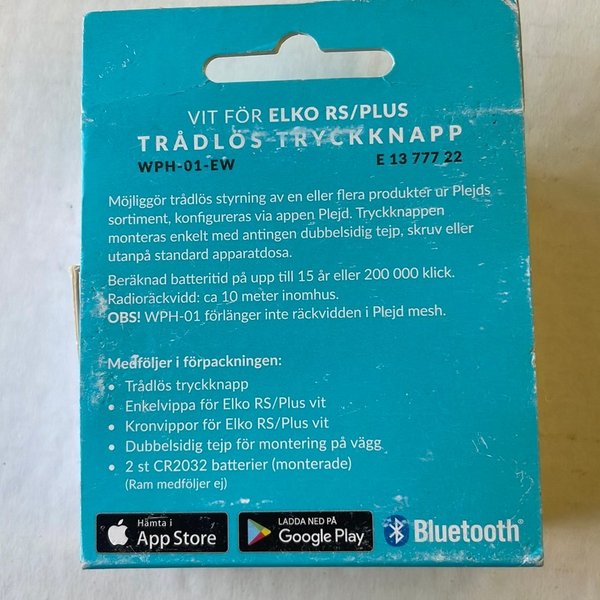 VIT FÖR ELKO RS/PLUS
TRÅDLÖS TRYCKKNAPP
WPH-01-EW E 13 777 22
Möjliggör trådlös styrning av en eller flera produkter ur Plejds
sortiment, konfigureras via appen Plejd. Tryckknappen
monteras enkelt med antingen dubbelsidig tejp, skruv eller
utanpå standard apparatdosa.
Beräknad batteritid på upp till 15 år eller 200 000 klick.
Radioräckvidd: ca 10 meter inomhus.
OBS! WPH-01 förlänger inte räckvidden i Plejd mesh.
Medföljer i förpackningen:
• Trådlös tryckknapp
• Enkelvippa för Elko RS/Plus vit
• Kronvippor för Elko RS/Plus vit
• Dubbelsidig tejp för montering på vägg
• 2 st CR2032 batterier (monterade)
(Ram medföljer ej)
Hämta i
App Store
LADDA NED PÅ
Google Play
Bluetooth®